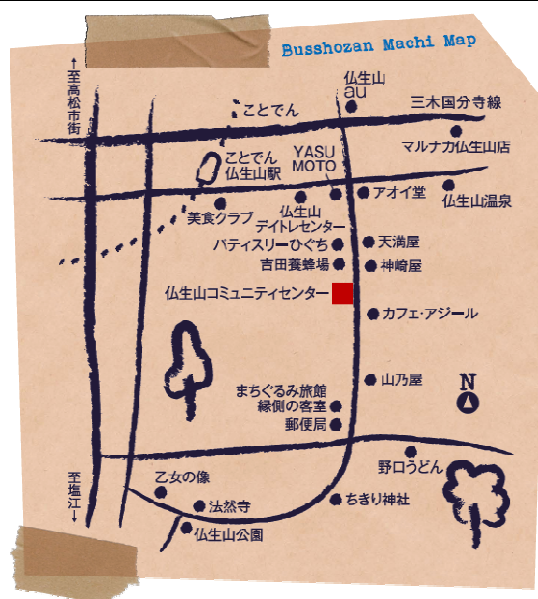 Busshozan Machi Map
↑至高松市街
仏生山
au
三木国分寺線
ことでん
マルナカ仏生山店
ことでん
仏生山駅
YASU
MOTO
アオイ堂
仏生山温泉
美食クラブ
仏生山
デイトレセンター
パティスリーひぐち
天満屋
吉田養蜂場
神崎屋
仏生山コミュニティセンター
カフェ・アジール
山乃屋
N
まちぐるみ旅館
縁側の客室
郵便局
野口うどん
至塩江↓
乙女の像
法然寺
ちきり神社
仏生山公園